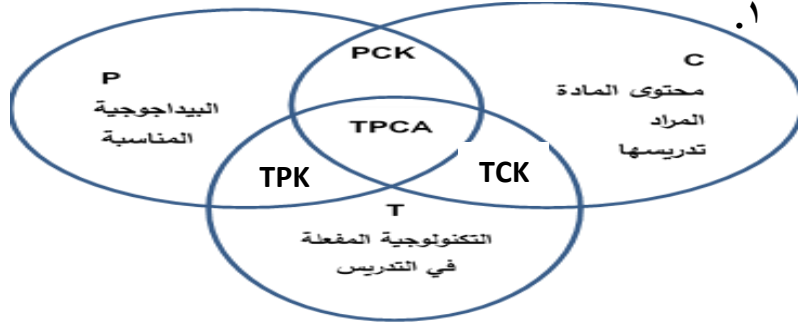 ١.
PCK
C
محتوى المادة
المراد
تدريسها
P
البيداجوجية
المناسبة
TPCA
TPK
TCK
T
التكنولوجية المفعلة
في التدريس